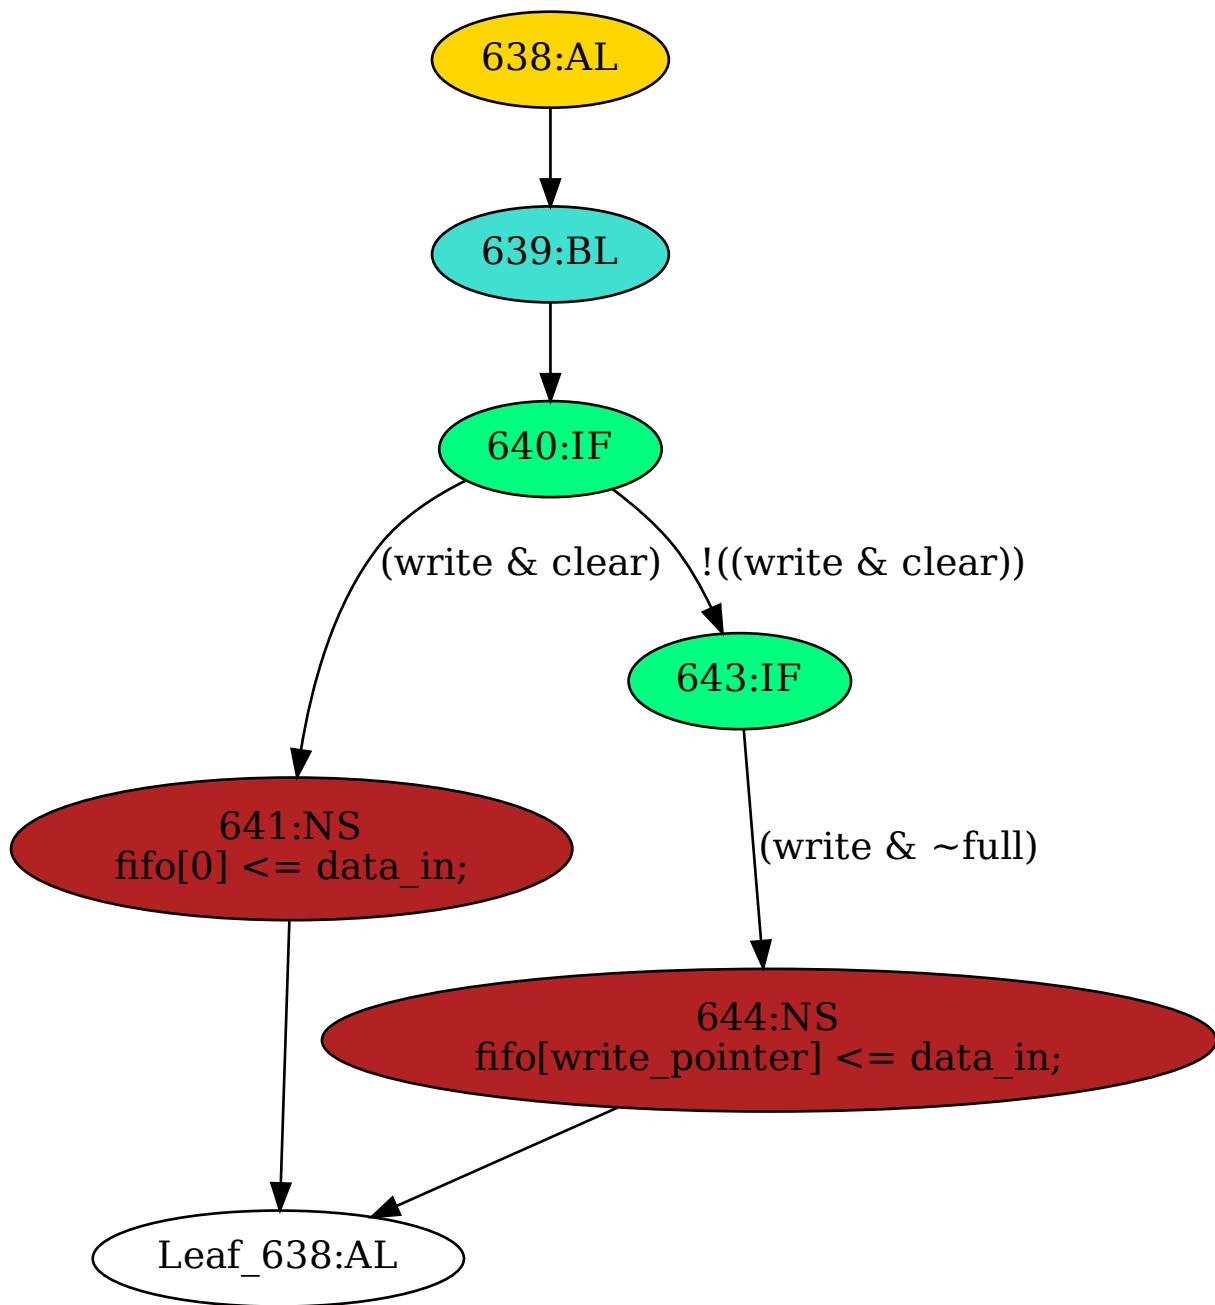 638:AL
639:BL
640:IF
(write & clear)
!((write & clear))
643:IF
641:NS
fifo[0] <= data_in;
(write & ~full)
644:NS
fifo[write_pointer] <= data_in;
Leaf_638:AL